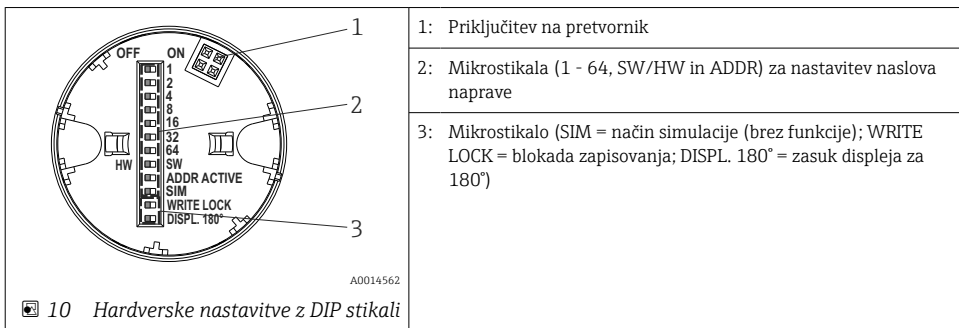 OFF ON
1
2
4
8
16
32
64
HW SW
ADDR ACTIVE
SIM
WRITE LOCK
DISPL. 180°
1
2
3
A0014562
10 Hardverske nastavitve z DIP stikali
1: Priključitev na pretvornik
2: Mikrostikala (1 - 64, SW/HW in ADDR) za nastavitev naslova
naprave
3: Mikrostikalo (SIM = način simulacije (brez funkcije); WRITE
LOCK = blokada zapisovanja; DISPL. 180° = zasuk displeja za
180°)